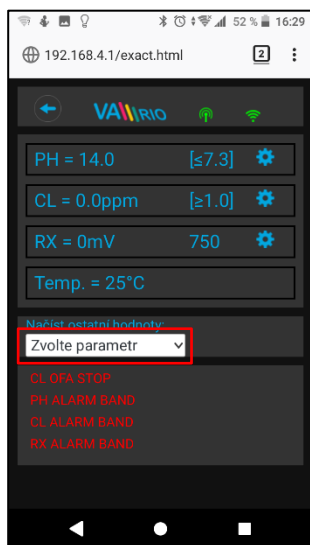 52 % 16:29
192.168.4.1/exact.html 2
VA RIO
PH = 14.0 [≤7.3]
CL = 0.0ppm [≥1.0]
RX = 0mV 750
Temp. = 25°C
Načíst ostatní hodnoty:
Zvolte parametr
CL OFA STOP
PH ALARM BAND
CL ALARM BAND
RX ALARM BAND